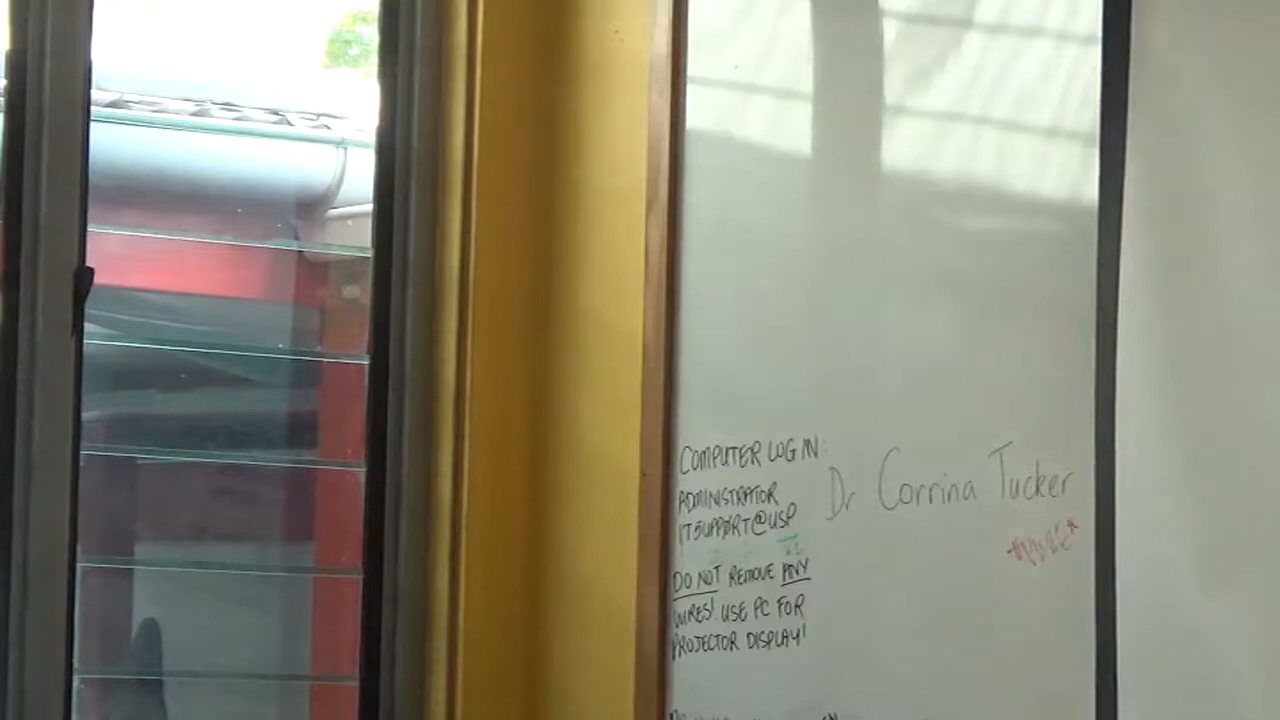 COMPUTER LOG IN:
ADMINISTRATOR
ITSUPPORT@USP
DO NOT REMOVE ANY
WIRES! USE PC FOR
PROJECTOR DISPLAY!
Dr Corrina Tucker